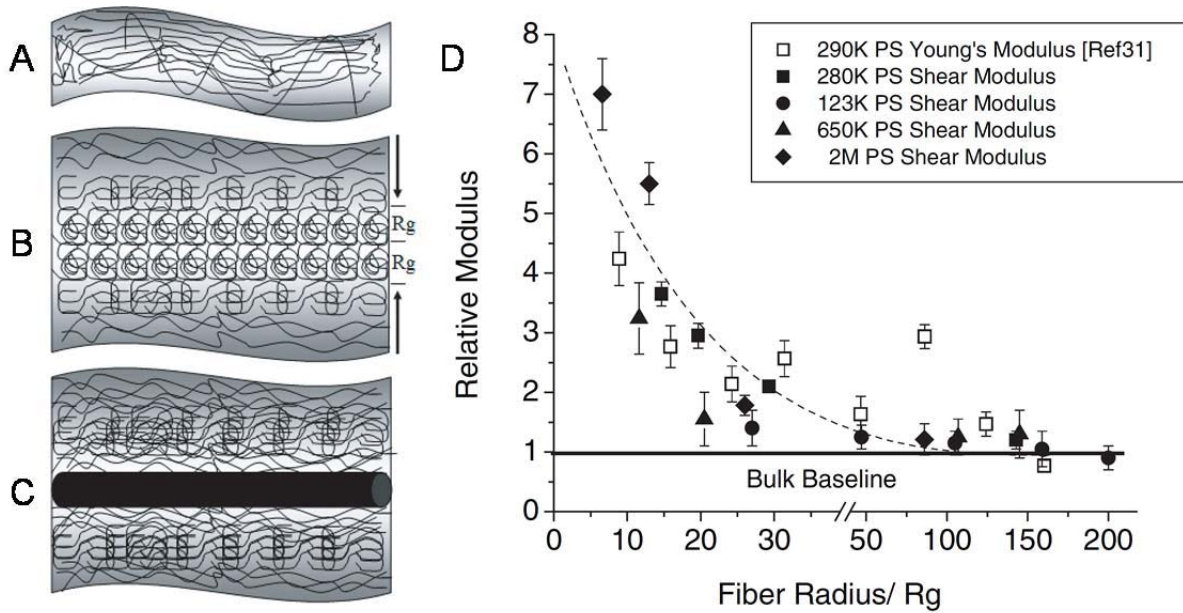 A
B
C
Rg
Rg
D
Relative Modulus
8
7
6
5
4
3
2
1
0
290K PS Young's Modulus [Ref31]
280K PS Shear Modulus
123K PS Shear Modulus
650K PS Shear Modulus
2M PS Shear Modulus
Bulk Baseline
0 10 20 30 50 100 150 200
Fiber Radius/ Rg